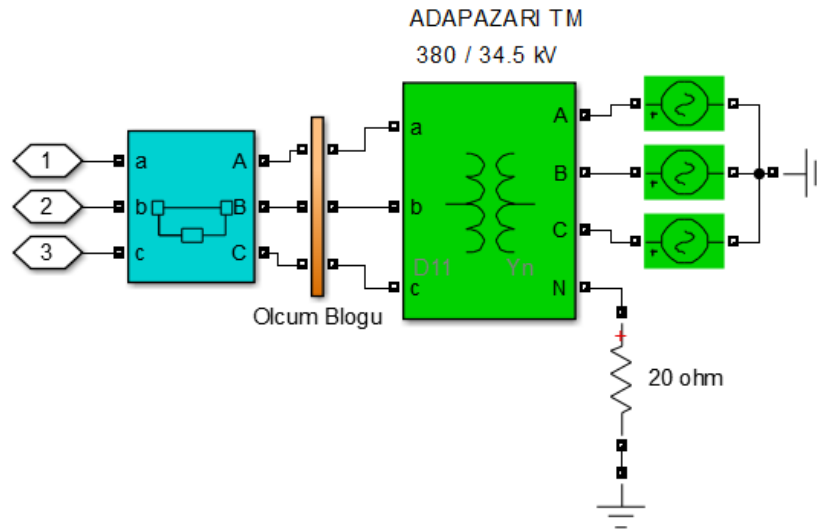 ADAPAZARI TM
380 / 34.5 kV
1
2
3
a
b
c
A
B
C
Olcum Blogu
a
b
c
D11
Yn
A
B
C
N
+
20 ohm